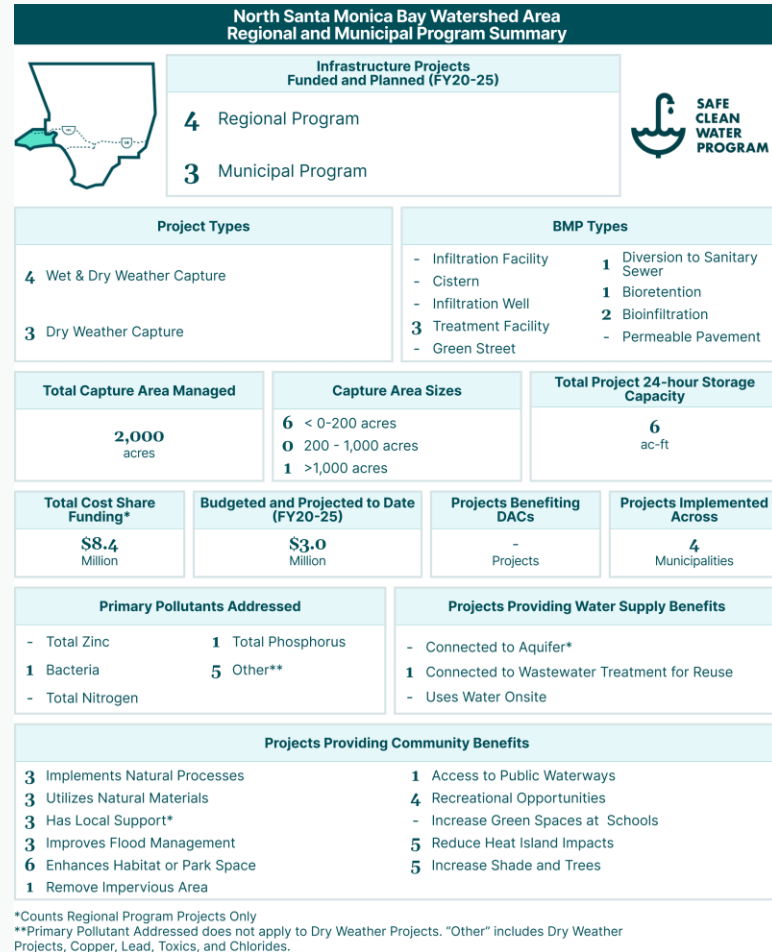 North Santa Monica Bay Watershed Area
Regional and Municipal Program Summary
Infrastructure Projects
Funded and Planned (FY20-25)
4 Regional Program
3 Municipal Program
SAFE
CLEAN
WATER
PROGRAM
Project Types
4 Wet & Dry Weather Capture
3 Dry Weather Capture
BMP Types
- Infiltration Facility
- Cistern
- Infiltration Well
3 Treatment Facility
- Green Street
1 Diversion to Sanitary
Sewer
1 Bioretention
2 Bioinfiltration
- Permeable Pavement
Total Capture Area Managed
2,000
acres
Capture Area Sizes
6 < 0-200 acres
0 200 - 1,000 acres
1 >1,000 acres
Total Project 24-hour Storage
Capacity
6
ac-ft
Total Cost Share
Funding*
$8.4
Million
Budgeted and Projected to Date
(FY20-25)
$3.0
Million
Projects Benefiting
DACs
-
Projects
Projects Implemented
Across
4
Municipalities
Primary Pollutants Addressed
- Total Zinc
1 Bacteria
- Total Nitrogen
1 Total Phosphorus
5 Other**
Projects Providing Water Supply Benefits
- Connected to Aquifer*
1 Connected to Wastewater Treatment for Reuse
- Uses Water Onsite
Projects Providing Community Benefits
3 Implements Natural Processes
3 Utilizes Natural Materials
3 Has Local Support*
3 Improves Flood Management
6 Enhances Habitat or Park Space
1 Remove Impervious Area
1 Access to Public Waterways
4 Recreational Opportunities
- Increase Green Spaces at Schools
5 Reduce Heat Island Impacts
5 Increase Shade and Trees
*Counts Regional Program Projects Only
**Primary Pollutant Addressed does not apply to Dry Weather Projects. "Other" includes Dry Weather
Projects, Copper, Lead, Toxics, and Chlorides.